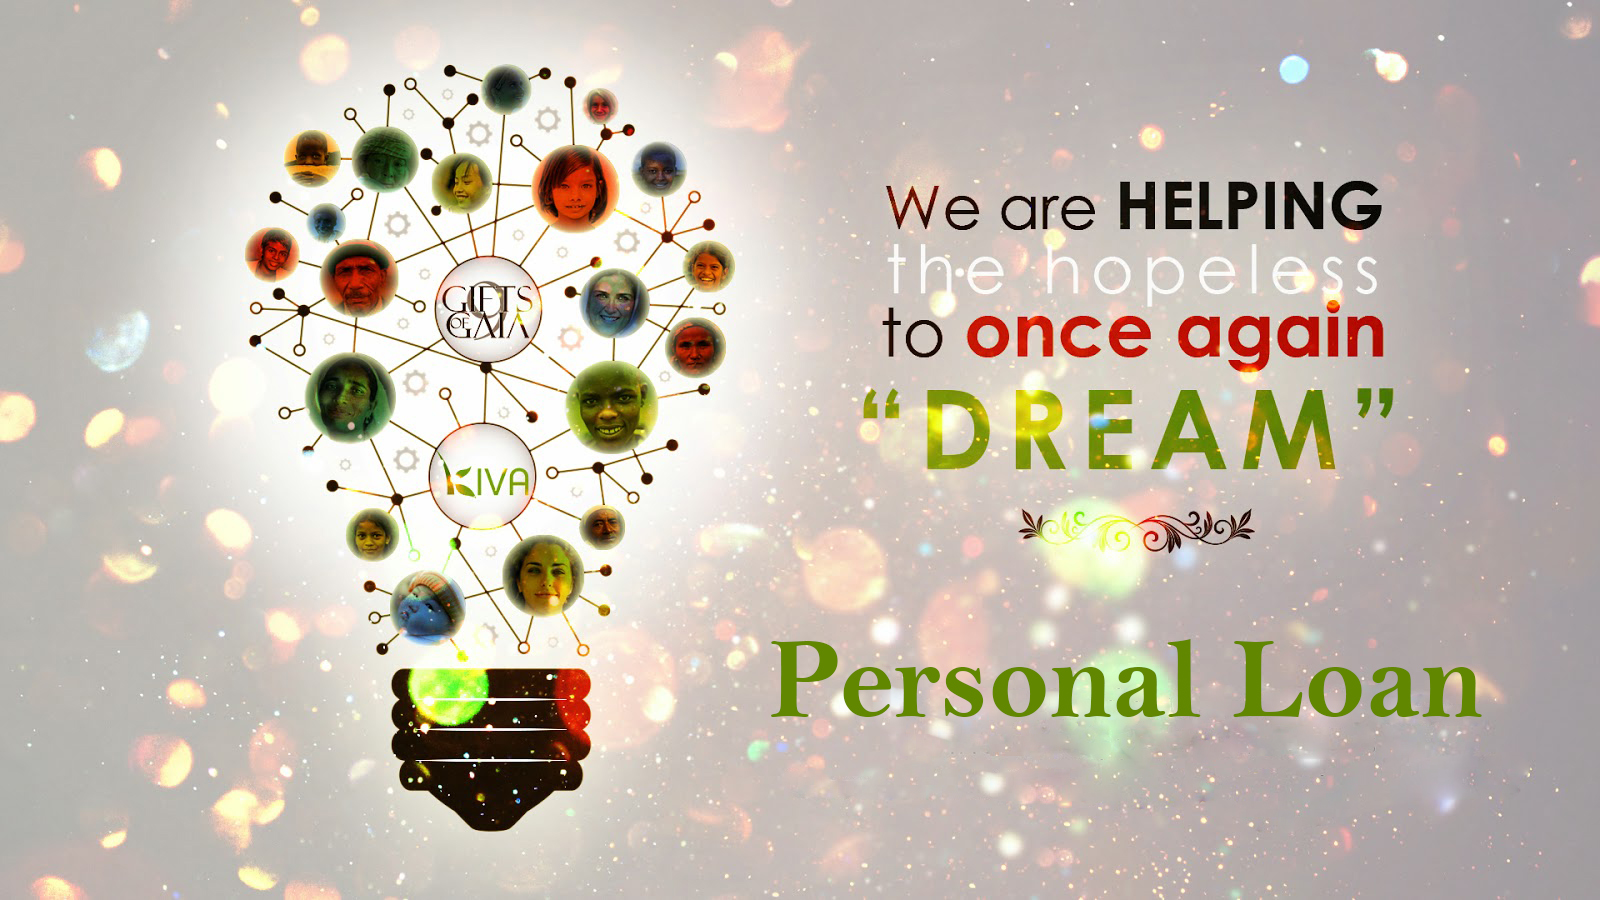 GIFTS
OF
GAIA
KIVA
We are HELPING
the hopeless
to once again
“DREAM”
Personal Loan